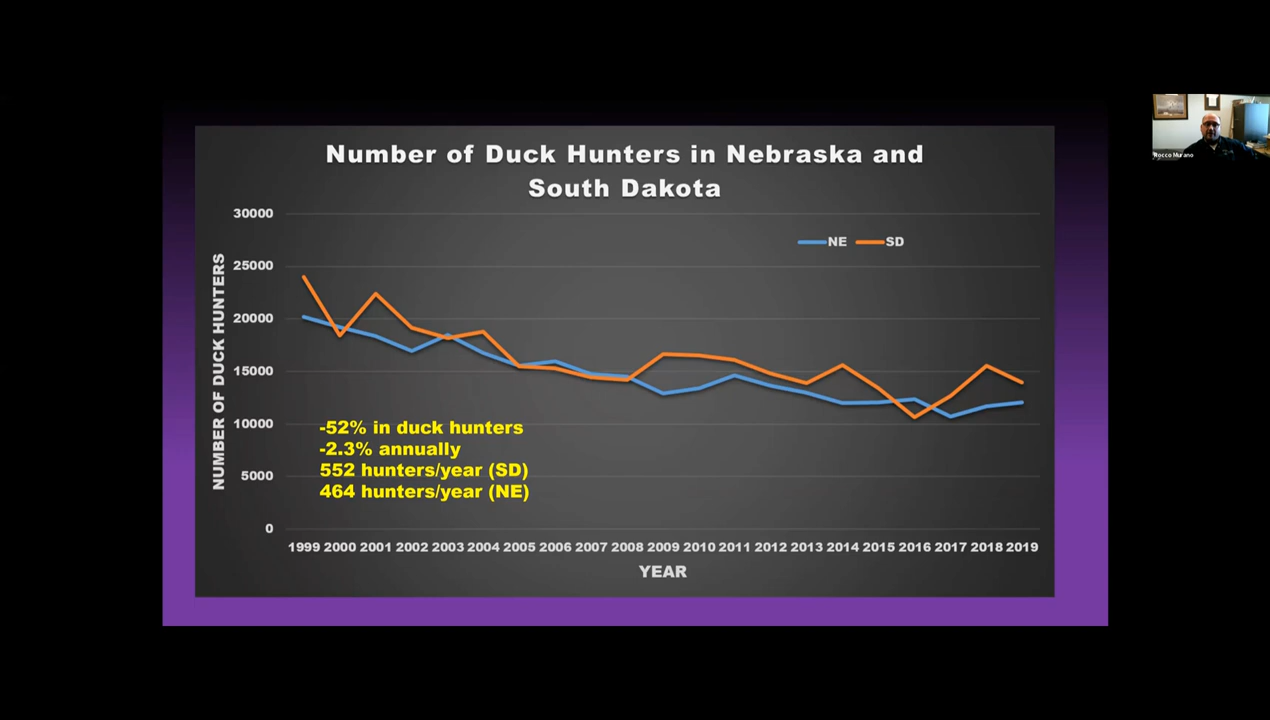 Number of Duck Hunters in Nebraska and
South Dakota
NE SD
NUMBER OF DUCK HUNTERS
30000
25000
20000
15000
10000
5000
0
-52% in duck hunters
-2.3% annually
552 hunters/year (SD)
464 hunters/year (NE)
1999 2000 2001 2002 2003 2004 2005 2006 2007 2008 2009 2010 2011 2012 2013 2014 2015 2016 2017 2018 2019
YEAR
Rocco Murano